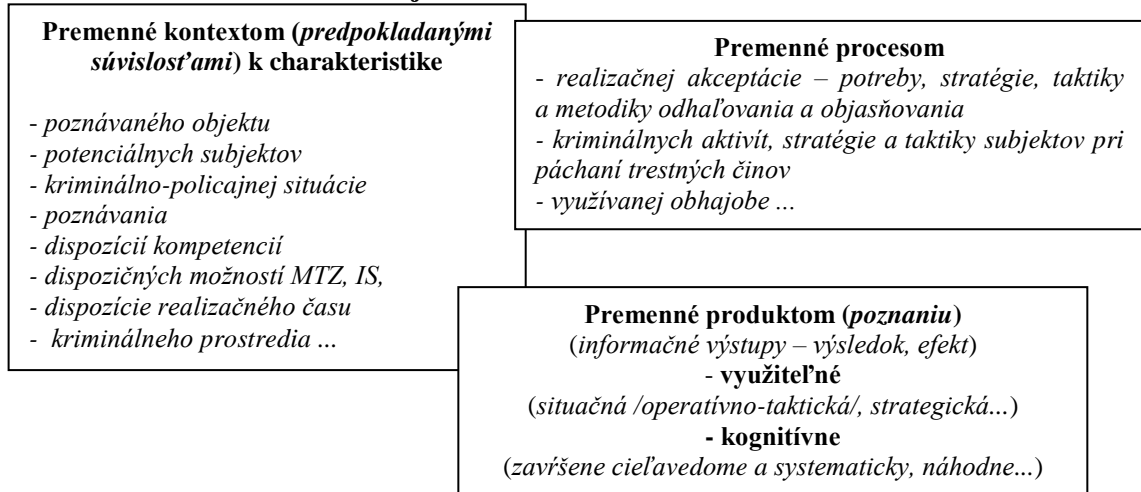 Premenné kontextom (predpokladanými
súvislosťami) k charakteristike
- poznávaného objektu
- potenciálnych subjektov
- kriminálno-policajnej situácie
- poznávania
- dispozícií kompetencií
- dispozičných možností MTZ, IS,
- dispozície realizačného času
- kriminálneho prostredia ...
Premenné procesom
- realizačnej akceptácie – potreby, stratégie, taktiky
a metodiky odhaľovania a objasňovania
- kriminálnych aktivít, stratégie a taktiky subjektov pri
páchaní trestných činov
- využívanej obhajobe ...
Premenné produktom (poznaniu)
(informačné výstupy – výsledok, efekt)
- využiteľné
(situačná /operatívno-taktická/, strategická...)
- kognitívne
(zavŕšene cieľavedome a systematicky, náhodne...)